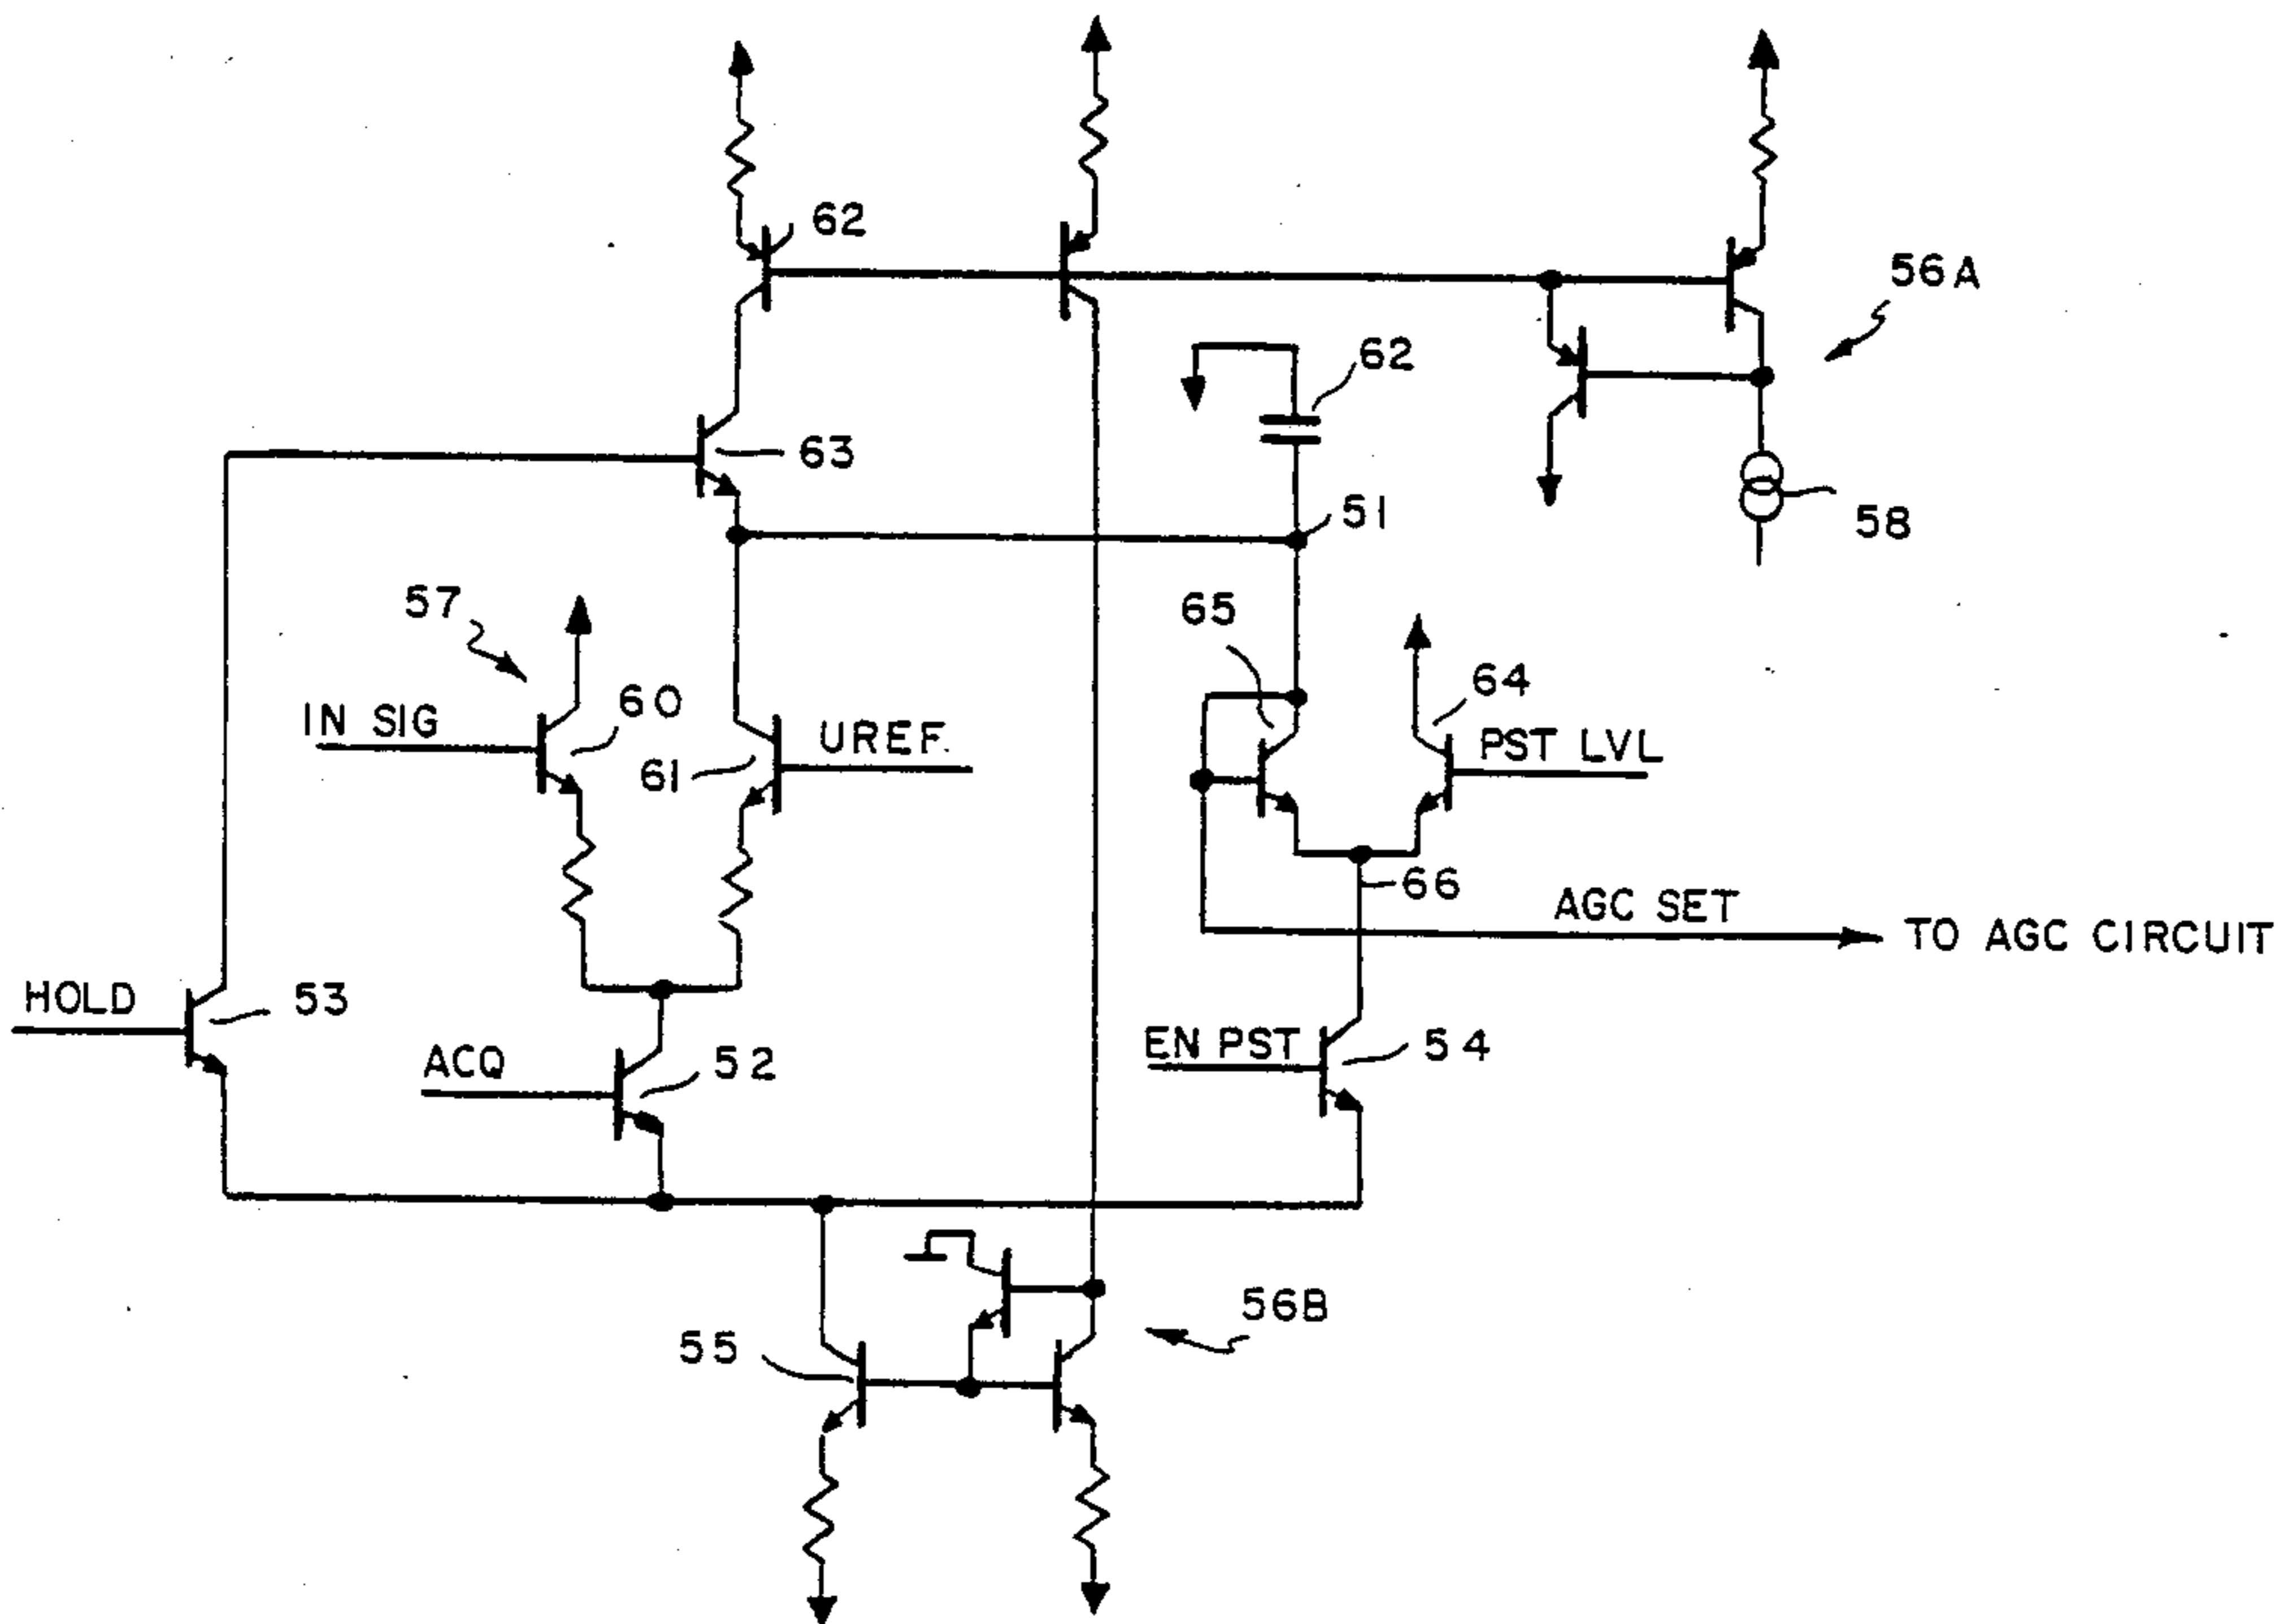 62
56A
62
63
51
58
57
65
60
64
IN SIG
UREF
PST LVL
61
66
AGC SET
TO AGC CIRCUIT
HOLD
53
EN PST
54
ACQ
52
56B
55